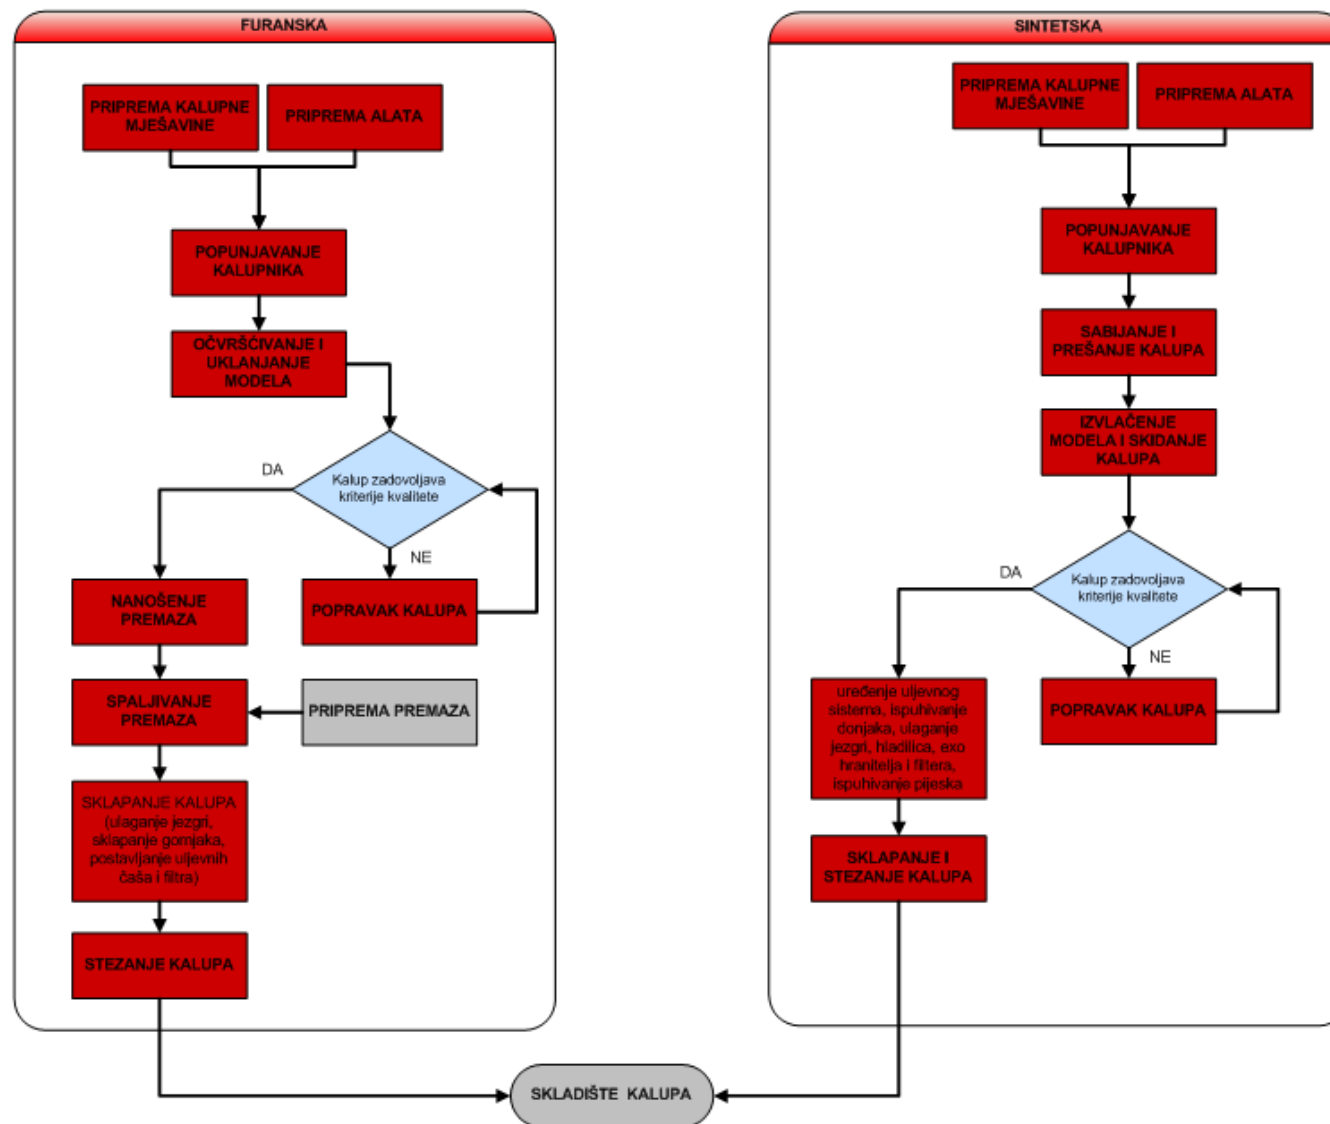 FURANSKA
PRIPREMA KALUPNE
MJEŠAVINE
PRIPREMA ALATA
POPUNJAVANJE
KALUPNIKA
OČVRŠČIVANJE I
UKLANJANJE
MODELA
Kalup zadovoljava
kriterije kvalitete
DA
NE
NANOŠENJE
PREMAZA
POPRAVAK KALUPA
SPALJIVANJE
PREMAZA
PRIPREMA PREMAZA
SKLAPANJE KALUPA
(ulaganje jezgri,
sklapanje gornjaka,
postavljanje uljevnih
čaša i filtra)
STEZANJE KALUPA
SINTETSKA
PRIPREMA KALUPNE
MJEŠAVINE
PRIPREMA ALATA
POPUNJAVANJE
KALUPNIKA
SABIJANJE I
PREŠANJE KALUPA
IZVLAČENJE
MODELA I SKIDANJE
KALUPA
Kalup zadovoljava
kriterije kvalitete
DA
NE
uređenje uljevnog
sistema, ispuhivanje
donjaka, ulaganje
jezgri, hladilica, exo
hranitelja i filtera,
ispuhivanje pijeska
POPRAVAK KALUPA
SKLAPANJE I
STEZANJE KALUPA
SKLADIŠTE KALUPA